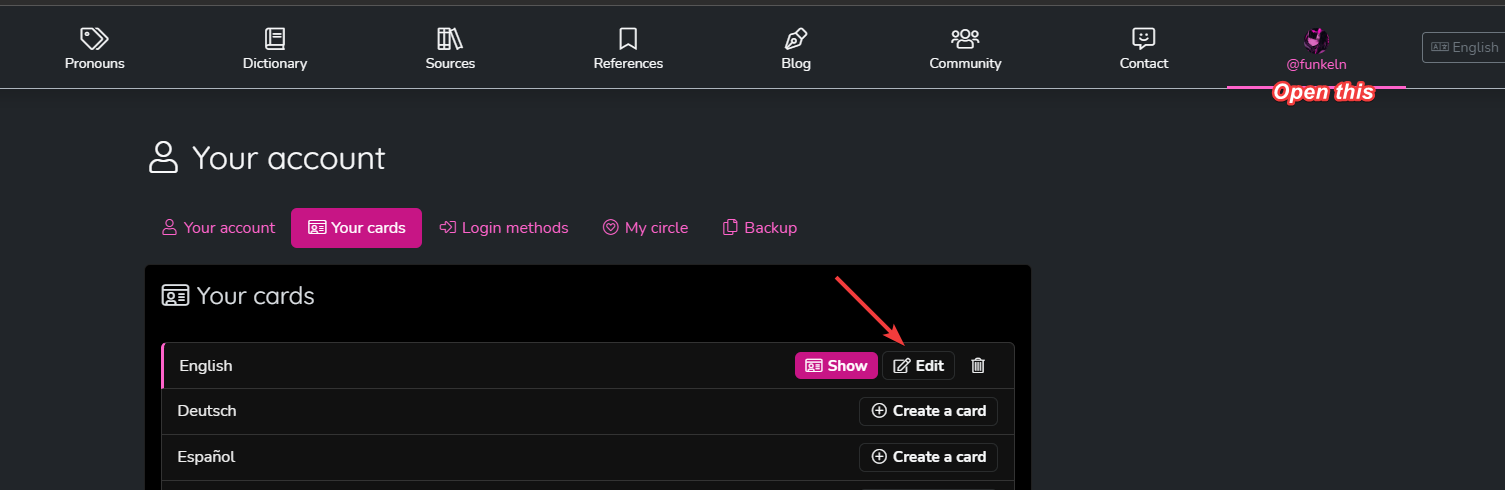 Pronouns
Dictionary
Sources
References
Blog
Community
Contact
@funkeln
English
Open this
Your account
Your account
Your cards
Login methods
My circle
Backup
Your cards
English
Show
Edit
Deutsch
Create a card
Español
Create a card